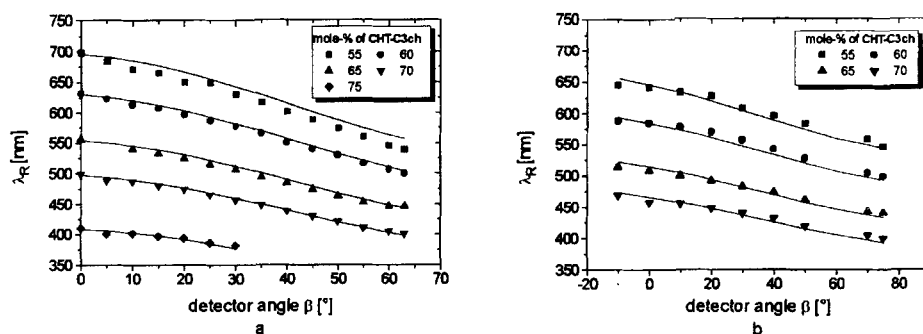 750
700
650
600
550
500
450
400
350
λR [nm]
mole-% of CHT-C3ch
55 60
65 70
75
0 10 20 30 40 50 60 70
detector angle β [°]
a
750
700
650
600
550
500
450
400
350
λR [nm]
mole-% of CHT-C3ch
55 60
65 70
-20 0 20 40 60 80
detector angle β [°]
b